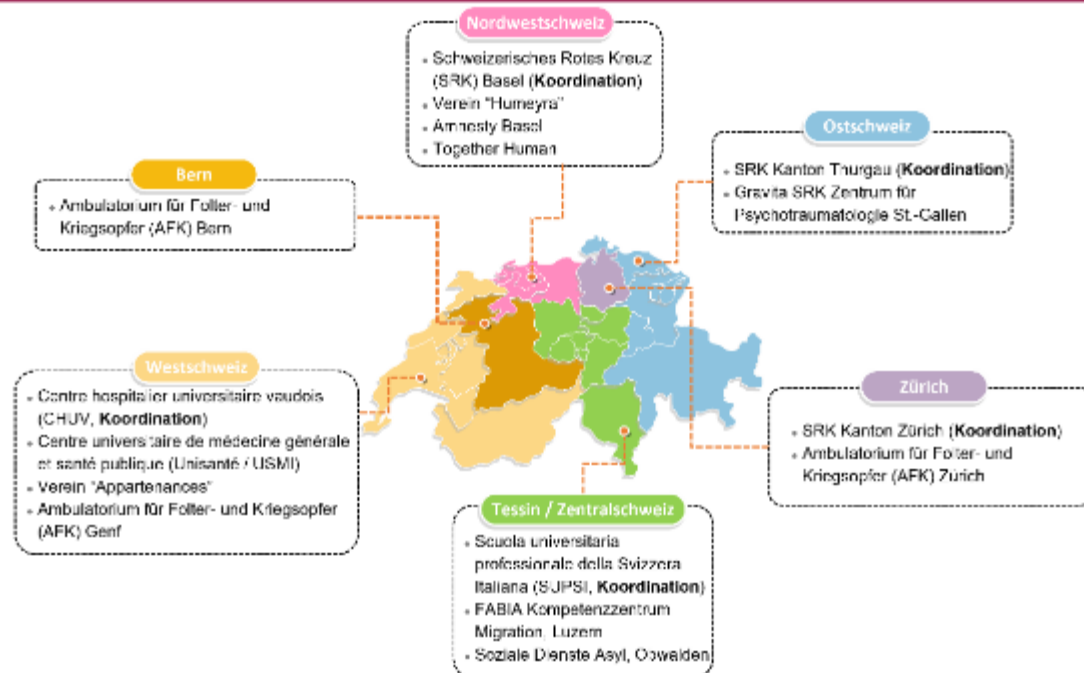 Nordwestschweiz
• Schweizerisches Rotes Kreuz
(SRK) Basel (Koordination)
• Verein "Humeyra"
• Amnesty Basel
• Together Human
Ostschweiz
• SRK Kanton Thurgau (Koordination)
• Gravita SRK Zentrum für
Psychotraumatologie St.-Gallen
Bern
• Ambulatorium für Folter- und
Kriegsopfer (AFK) Bern
Westschweiz
• Centre hospitalier universitaire vaudois
(CHUV, Koordination)
• Centre universitaire de médecine générale
et santé publique (Unisanté / USMI)
• Verein "Appartenances"
• Ambulatorium für Folter- und Kriegsopfer
(AFK) Genf
Zürich
• SRK Kanton Zürich (Koordination)
• Ambulatorium für Folter- und
Kriegsopfer (AFK) Zürich
Tessin / Zentralschweiz
• Scuola universitaria
professionale della Svizzera
Italiana (SUPSI, Koordination)
• FABIA Kompetenzzentrum
Migration, Luzern
• Soziale Dienste Asyl, Obwalden